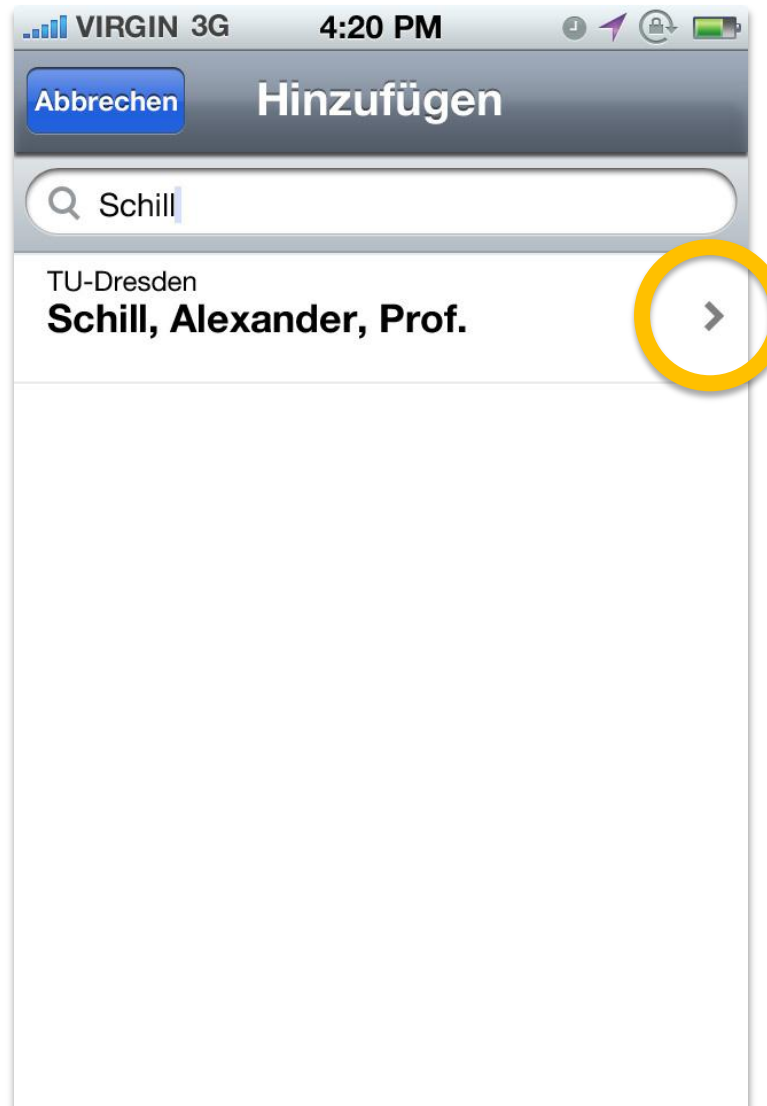 VIRGIN 3G 4:20 PM
Abbrechen Hinzufügen
Schill
TU-Dresden
Schill, Alexander, Prof.